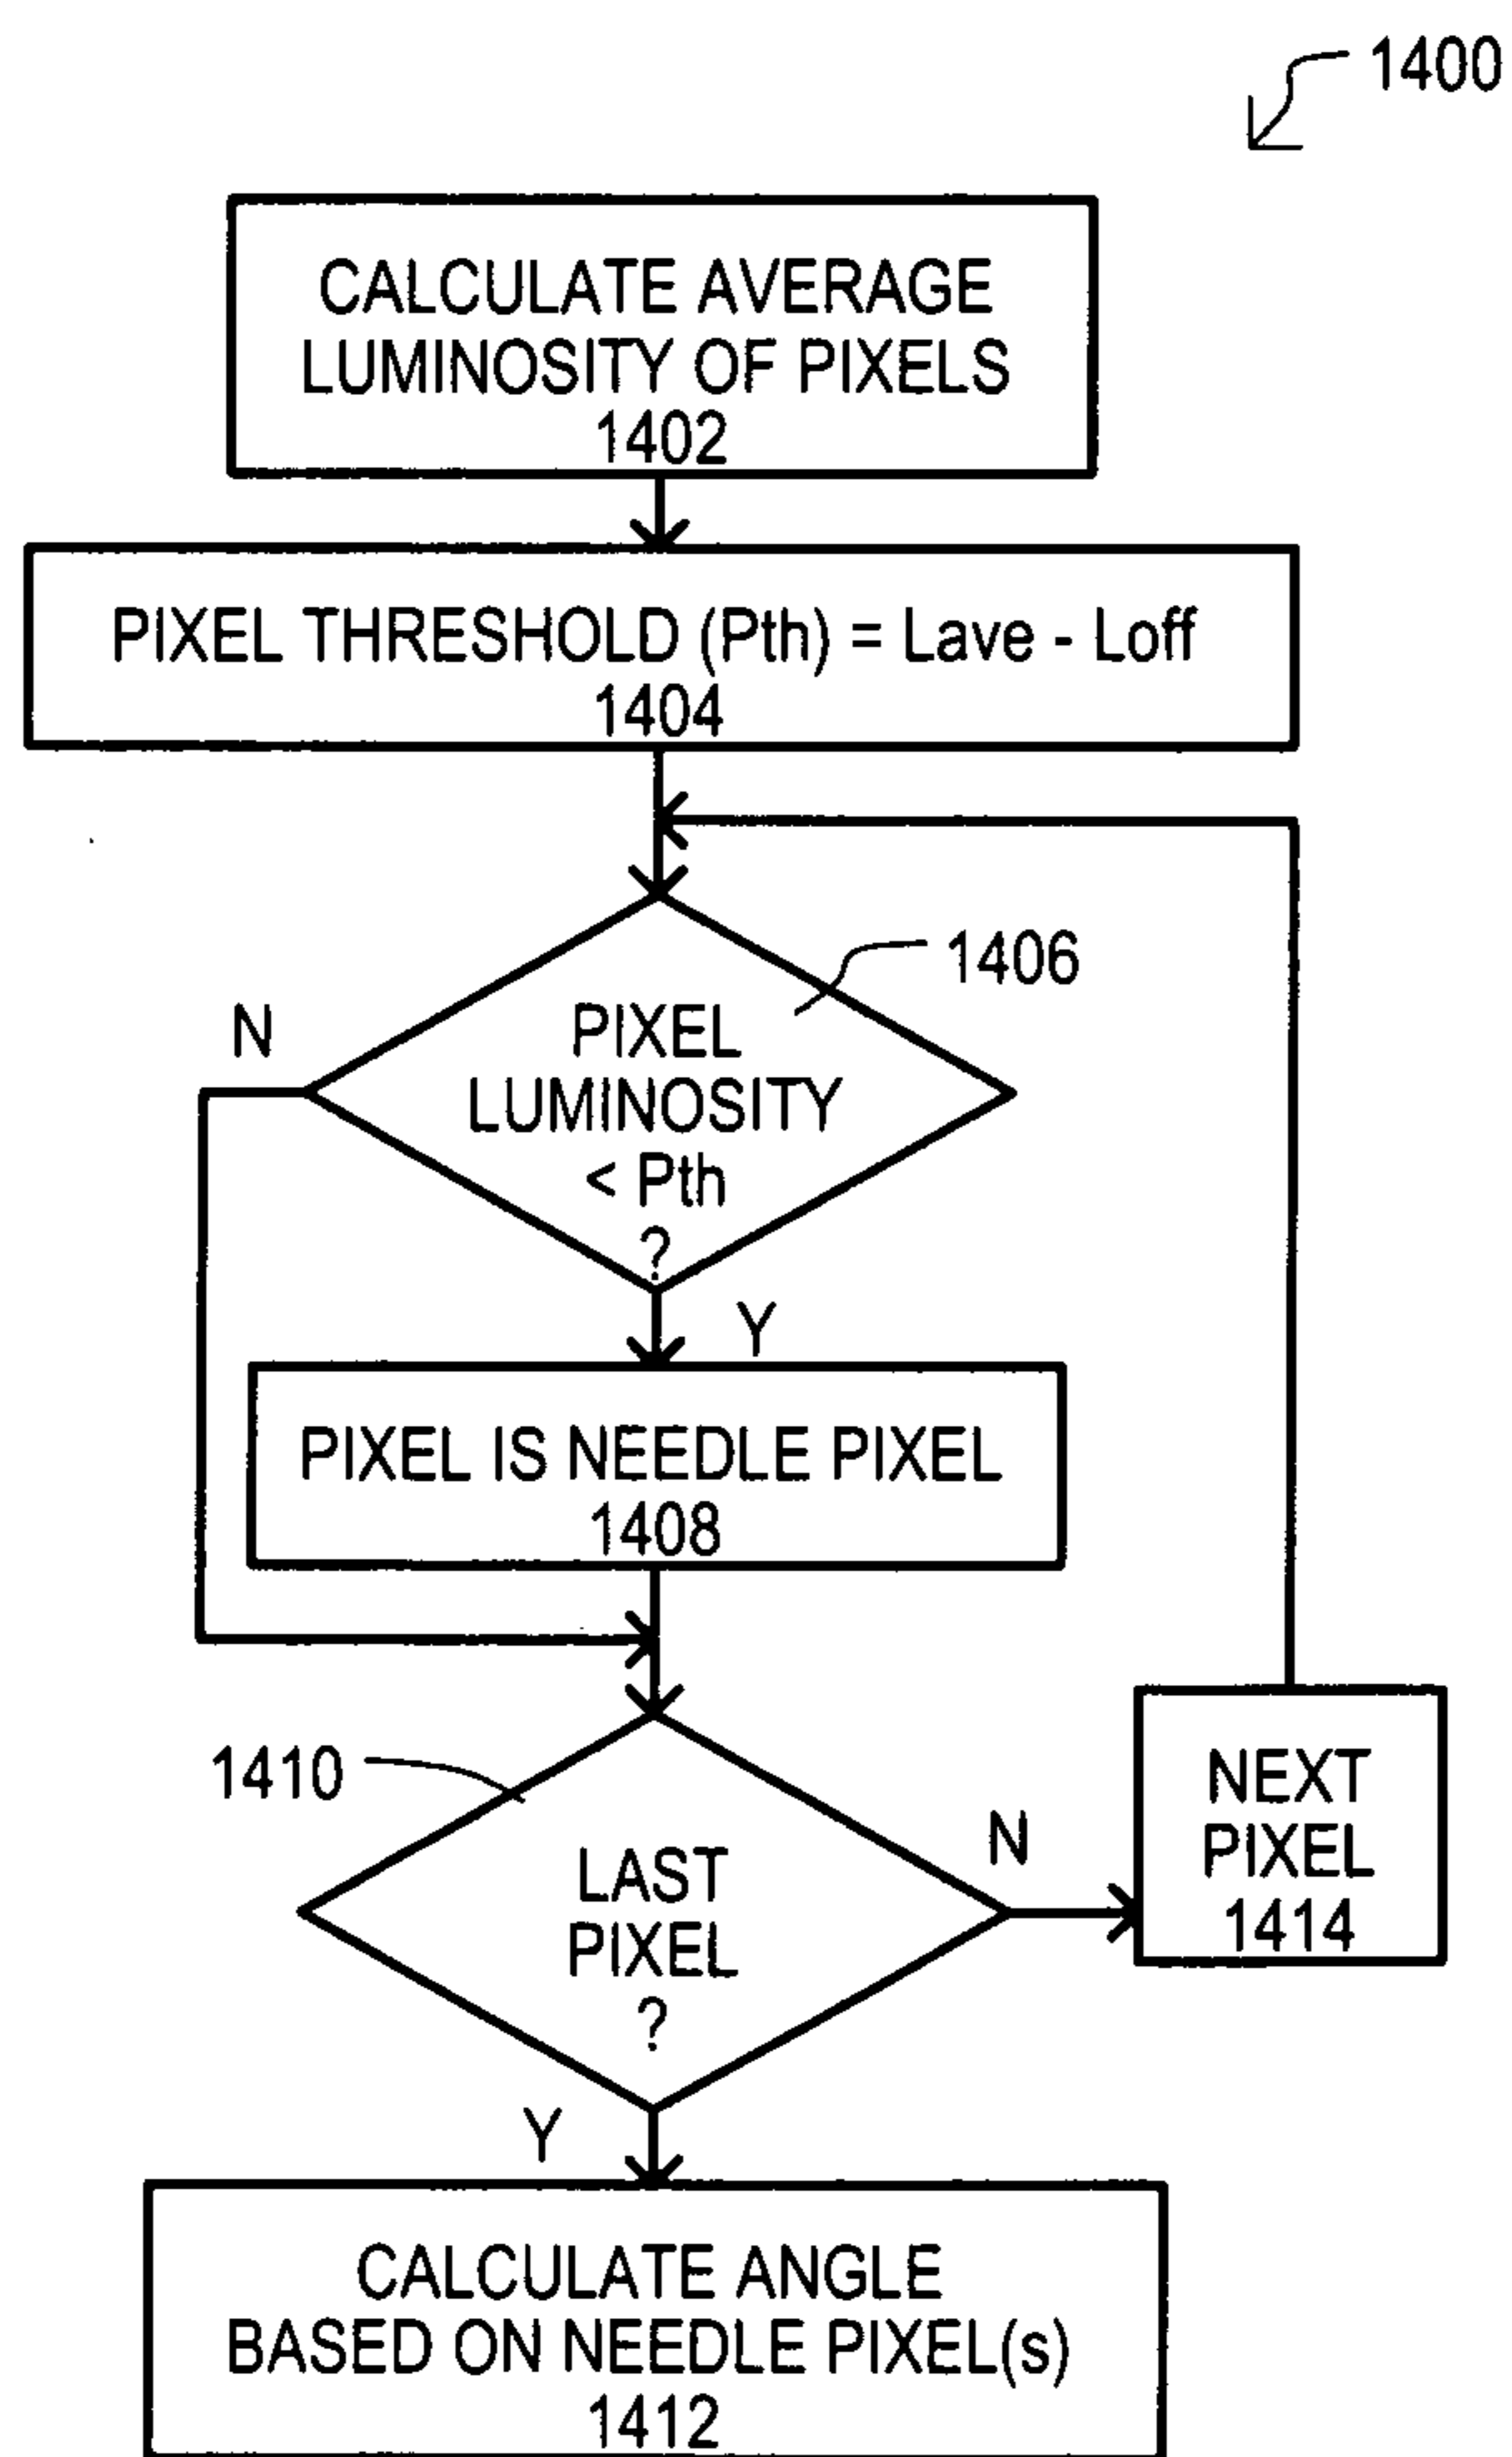 1400
CALCULATE AVERAGE
LUMINOSITY OF PIXELS
1402
PIXEL THRESHOLD (Pth) = Lave - Loff
1404
1406
N
PIXEL
LUMINOSITY
< Pth
?
Y
PIXEL IS NEEDLE PIXEL
1408
1410
LAST
PIXEL
?
N
NEXT
PIXEL
1414
Y
CALCULATE ANGLE
BASED ON NEEDLE PIXEL(s)
1412